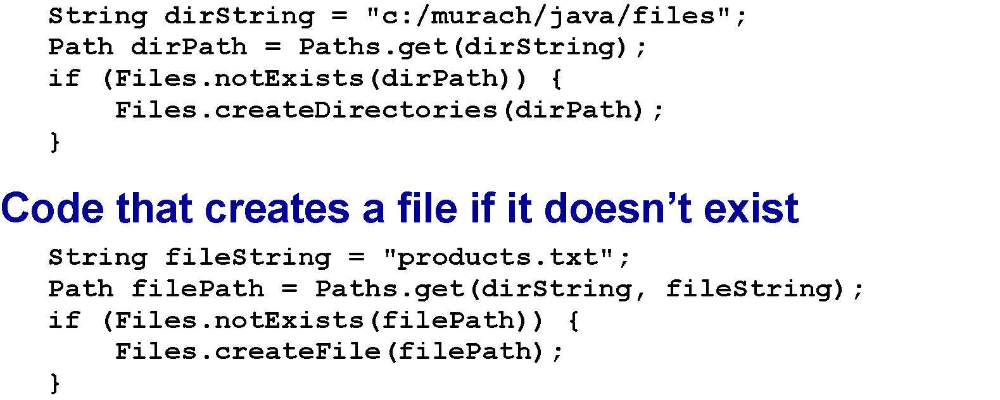 String dirString = "c:/murach/java/files";
Path dirPath = Paths.get(dirString);
if (Files.notExists(dirPath)) {
    Files.createDirectories(dirPath);
}
Code that creates a file if it doesn’t exist
String fileString = "products.txt";
Path filePath = Paths.get(dirString, fileString);
if (Files.notExists(filePath)) {
    Files.createFile(filePath);
}